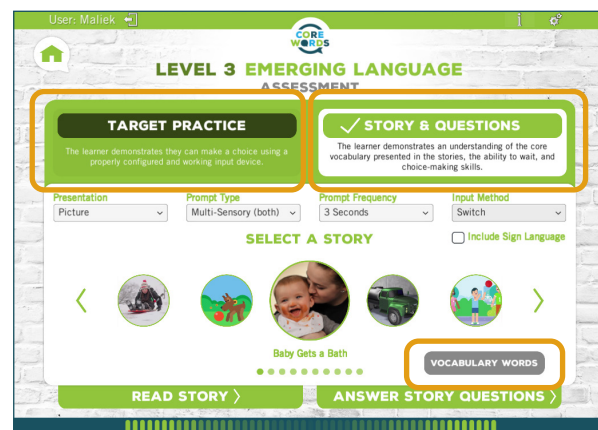 User: Maliek
CORE
WORDS
LEVEL 3 EMERGING LANGUAGE
ASSESSMENT
TARGET PRACTICE
The learner demonstrates they can make a choice using a
properly configured and working input device.
STORY & QUESTIONS
The learner demonstrates an understanding of the core
vocabulary presented in the stories, the ability to wait, and
choice-making skills.
Presentation
Picture
Prompt Type
Multi-Sensory (both)
Prompt Frequency
3 Seconds
Input Method
Switch
SELECT A STORY
Include Sign Language
Baby Gets a Bath
VOCABULARY WORDS
READ STORY
ANSWER STORY QUESTIONS